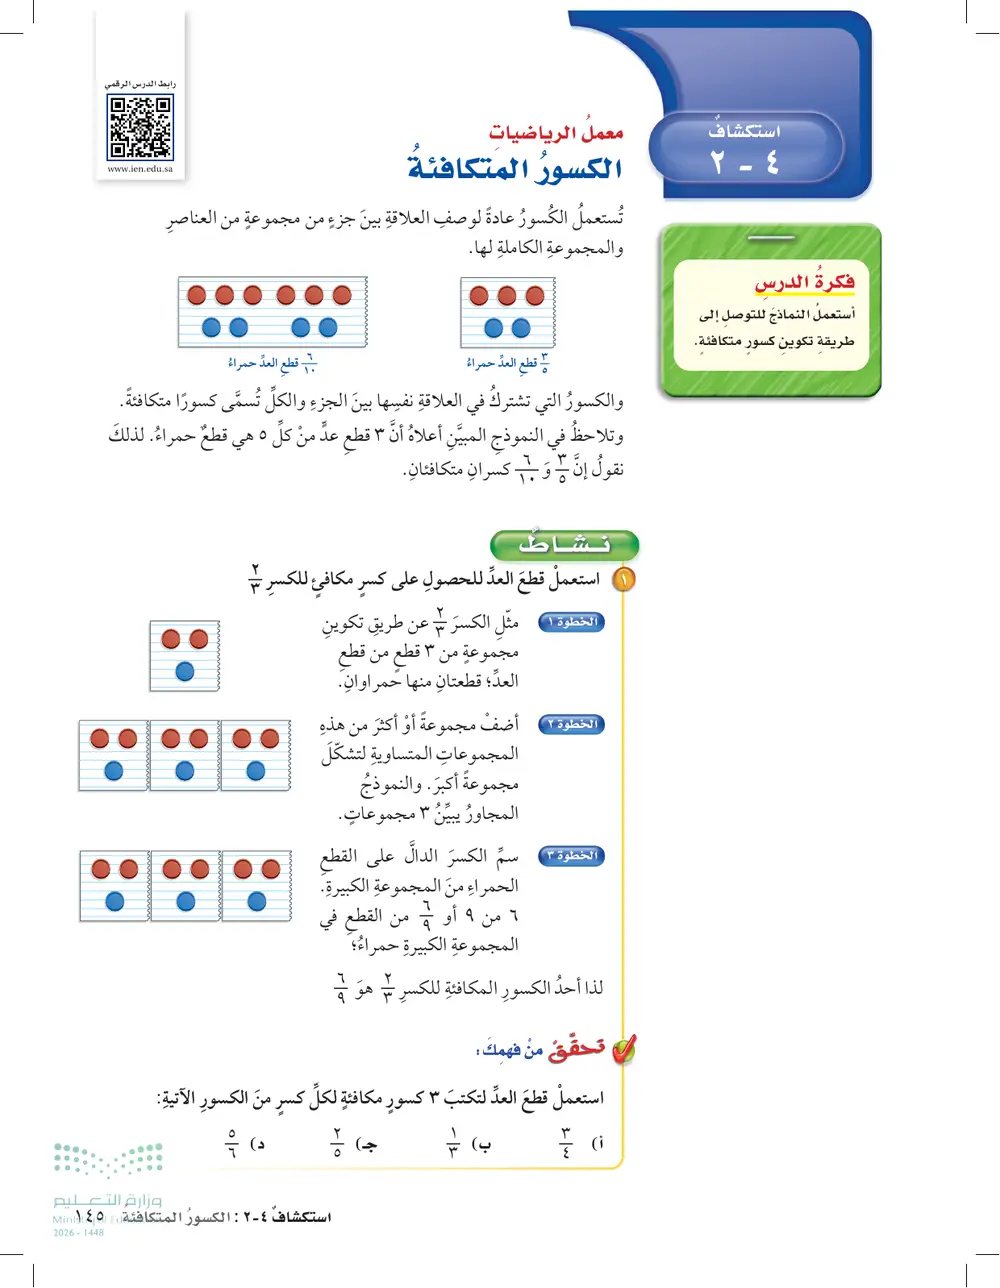 رابط الدرس الرقمي
www.ien.edu.sa
استكشافٌ
٤ - ٢
معملُ الرياضياتِ
الكسورُ المتكافئةُ
فكرةُ الدرسِ
أستعملُ النماذجَ للتوصلِ إلى
طريقةِ تكوينِ كسورٍ متكافئةٍ.
تُستعملُ الكُسورُ عادةً لوصفِ العلاقةِ بينَ جزءٍ من مجموعةٍ من العناصرِ
والمجموعةِ الكاملةِ لها.
٣/٥ قطعِ العدِّ حمراءُ
٦/١٠ قطعِ العدِّ حمراءُ
والكسورُ التي تشتركُ في العلاقةِ نفسِها بينَ الجزءِ والكلِّ تُسمَّى كسورًا متكافئةً.
وتلاحظُ في النموذجِ المبيَّنِ أعلاهُ أنَّ ٣ قطعِ عدٍّ منْ كلِّ ٥ هي قطعٌ حمراءُ. لذلكَ
نقولُ إنَّ ٣/٥ وَ ٦/١٠ كسرانِ متكافئانِ.
نشاطٌ
١ استعملْ قطعَ العدِّ للحصولِ على كسرٍ مكافئٍ للكسرِ ٢/٣
الخطوة ١ مثّلِ الكسرَ ٢/٣ عن طريقِ تكوينِ
مجموعةٍ من ٣ قطعٍ من قطعِ
العدِّ؛ قطعتانِ منها حمراوانِ.
الخطوة ٢ أضفْ مجموعةً أوْ أكثرَ من هذهِ
المجموعاتِ المتساويةِ لتشكّلَ
مجموعةً أكبرَ. والنموذجُ
المجاورُ يبيِّنُ ٣ مجموعاتٍ.
الخطوة ٣ سمِّ الكسرَ الدالَّ على القطعِ
الحمراءِ منَ المجموعةِ الكبيرةِ.
٦ من ٩ أو ٦/٩ من القطعِ في
المجموعةِ الكبيرةِ حمراءُ؛
لذا أحدُ الكسورِ المكافئةِ للكسرِ ٢/٣ هوَ ٦/٩
تحقّقْ منْ فهمِكَ:
استعملْ قطعَ العدِّ لتكتبَ ٣ كسورٍ مكافئةٍ لكلِّ كسرٍ منَ الكسورِ الآتيةِ:
أ) ٣/٤ ب) ١/٣ جـ) ٢/٥ د) ٥/٦
وزارة التعليم
Ministry of Education
2026 - 1448
استكشافٌ ٤-٢ : الكسورُ المتكافئةُ ١٤٥